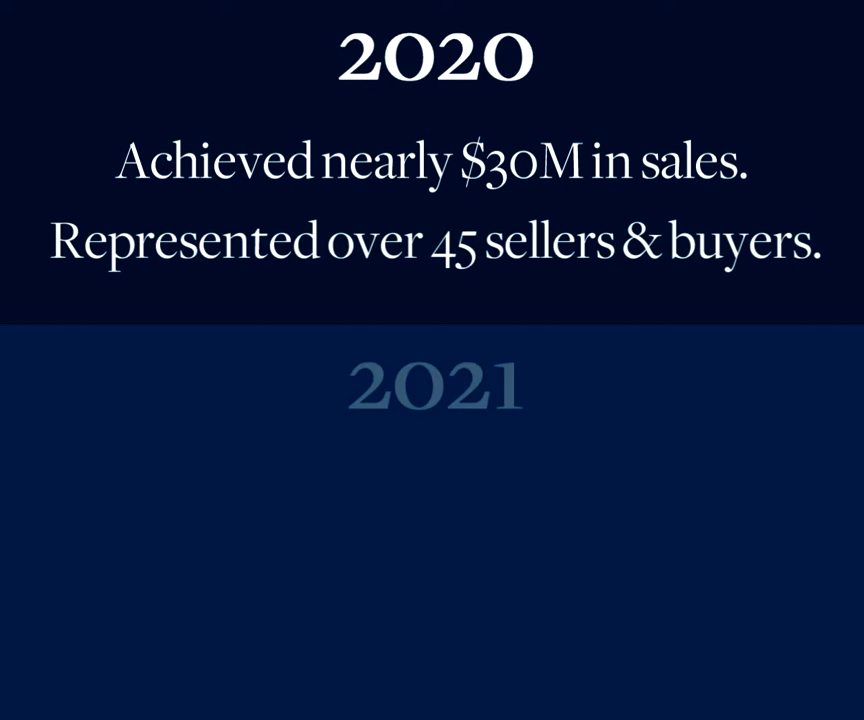 2020
Achieved nearly $30M in sales.
Represented over 45 sellers & buyers.
2021